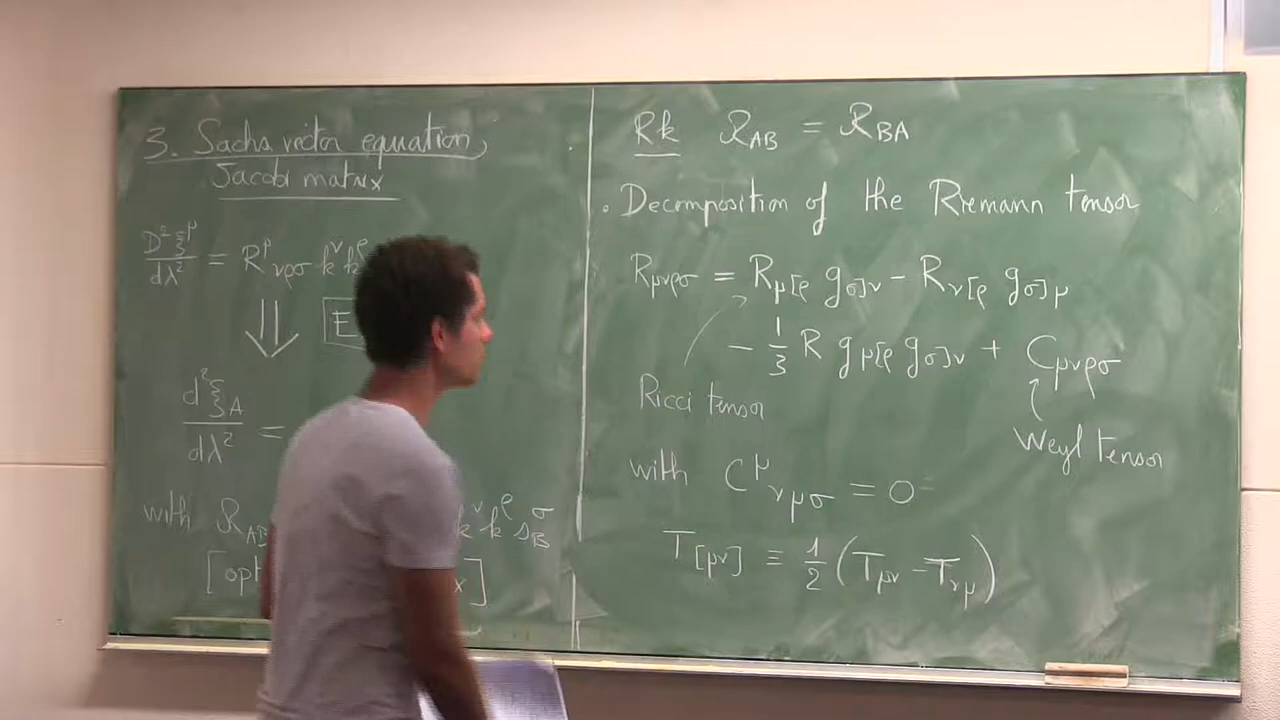 3. Sachs vector equation,
Jacobi matrix
D²ξ^μ/dλ² = R^μ_νρσ k^ν k^ρ
⇓ E
d²ξ_A/dλ² =
with 𝓡_AB k^ν k^ρ s_B^σ
[opt x]
Rk 𝓡_AB = 𝓡_BA
. Decomposition of the Riemann tensor
R_μνρσ = R_μ[ρ g_σ]ν - R_ν[ρ g_σ]μ
- 1/3 R g_μ[ρ g_σ]ν + C_μνρσ
Ricci tensor
Weyl tensor
with C^μ_νμσ = 0
T_[μν] ≡ 1/2 (T_μν - T_νμ)